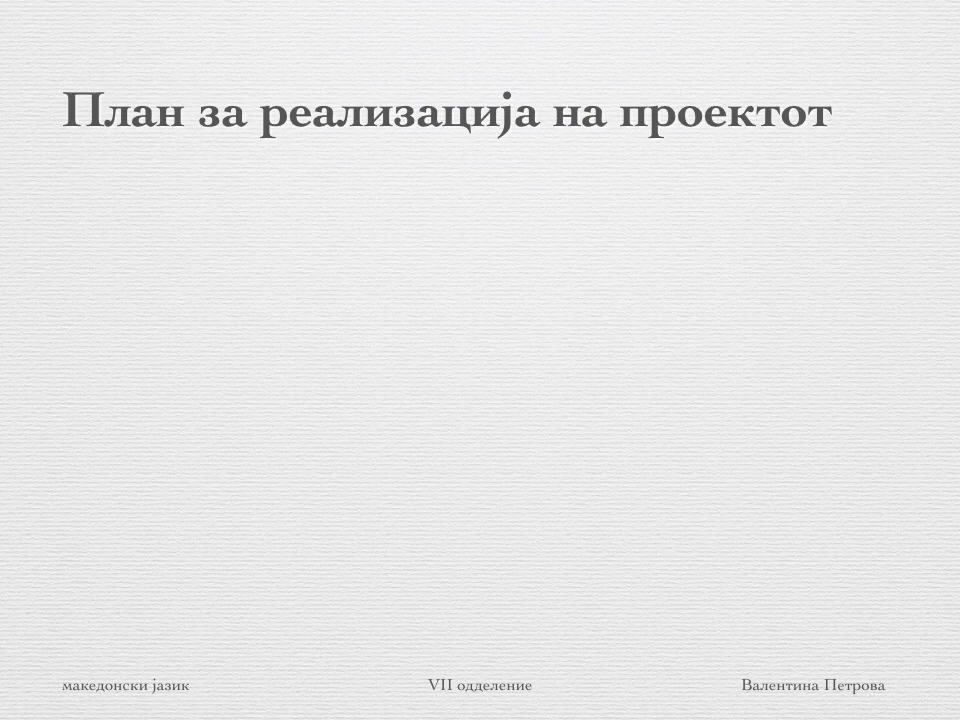 План за реализација на проектот
македонски јазик
VII одделение
Валентина Петрова